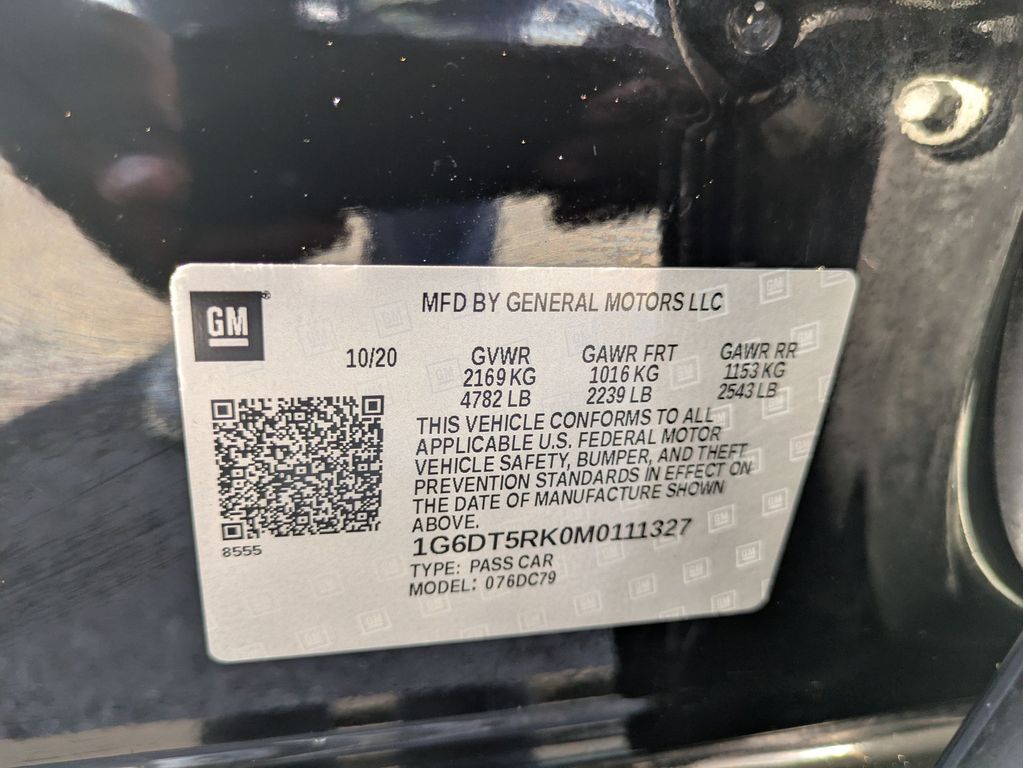 GM
MFD BY GENERAL MOTORS LLC
10/20 GVWR GAWR FRT GAWR RR
2169 KG 1016 KG 1153 KG
4782 LB 2239 LB 2543 LB
THIS VEHICLE CONFORMS TO ALL
APPLICABLE U.S. FEDERAL MOTOR
VEHICLE SAFETY, BUMPER, AND THEFT
PREVENTION STANDARDS IN EFFECT ON
THE DATE OF MANUFACTURE SHOWN
ABOVE.
8555
1G6DT5RK0M0111327
TYPE: PASS CAR
MODEL: 076DC79